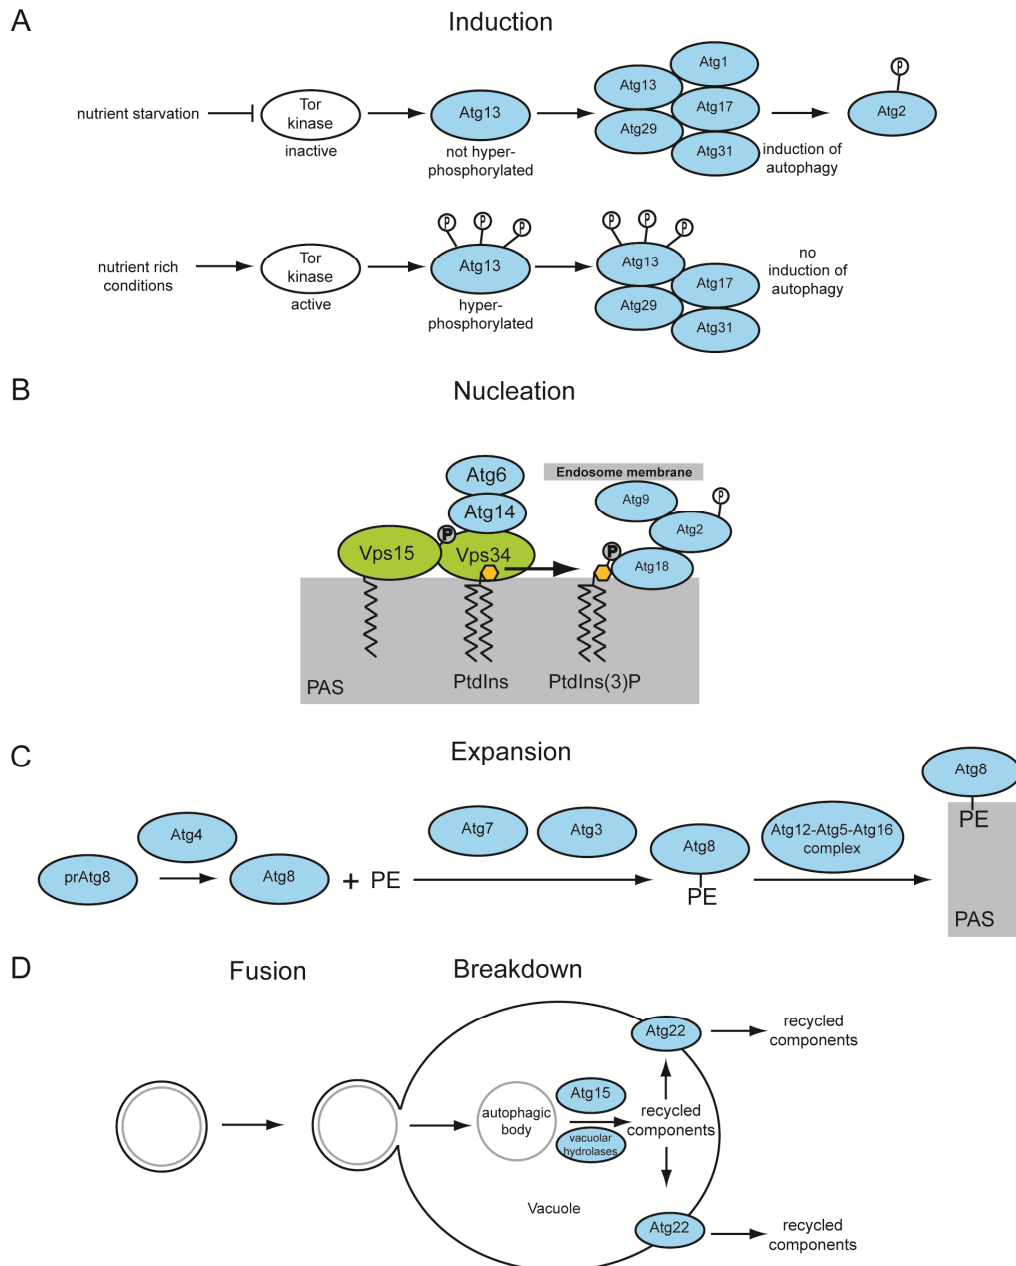 A
Induction
nutrient starvation
Tor
kinase
inactive
Atg13
not hyper-
phosphorylated
Atg1
Atg13
Atg17
Atg29
Atg31
induction of
autophagy
P
Atg2
nutrient rich
conditions
Tor
kinase
active
P P P
Atg13
hyper-
phosphorylated
P P P
Atg13
Atg17
Atg29
Atg31
no
induction of
autophagy
B
Nucleation
Atg6
Atg14
P
Vps15
Vps34
Endosome membrane
Atg9
P
Atg2
P
Atg18
PAS
PtdIns
PtdIns(3)P
C
Expansion
prAtg8
Atg4
Atg8
+ PE
Atg7
Atg3
Atg8
PE
Atg12-Atg5-Atg16
complex
Atg8
PE
PAS
D
Fusion
Breakdown
autophagic
body
Atg15
vacuolar
hydrolases
recycled
components
Atg22
recycled
components
Vacuole
Atg22
recycled
components